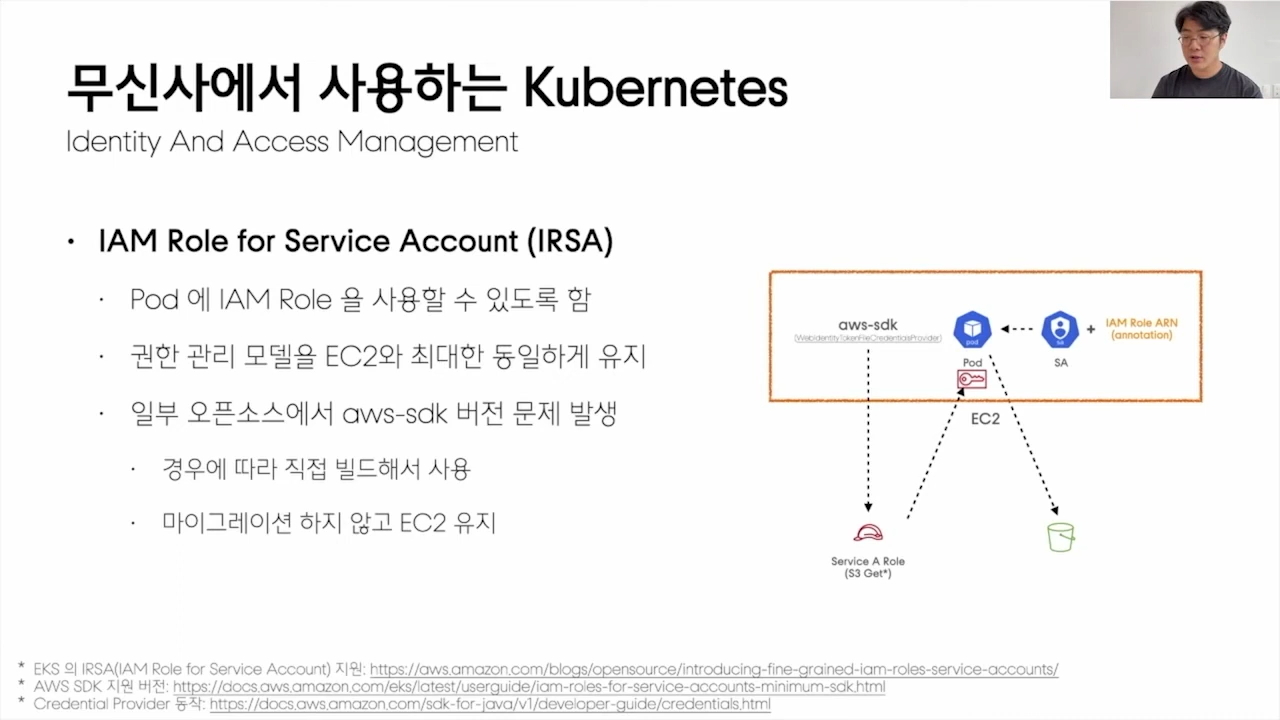 무신사에서 사용하는 Kubernetes
Identity And Access Management
• IAM Role for Service Account (IRSA)
· Pod 에 IAM Role 을 사용할 수 있도록 함
· 권한 관리 모델을 EC2와 최대한 동일하게 유지
· 일부 오픈소스에서 aws-sdk 버전 문제 발생
· 경우에 따라 직접 빌드해서 사용
· 마이그레이션 하지 않고 EC2 유지
aws-sdk
(WebIdentityTokenFileCredentialsProvider)
pod
Pod
sa
SA
+
IAM Role ARN
(annotation)
EC2
Service A Role
(S3 Get*)
* EKS 의 IRSA(IAM Role for Service Account) 지원: https://aws.amazon.com/blogs/opensource/introducing-fine-grained-iam-roles-service-accounts/
* AWS SDK 지원 버전: https://docs.aws.amazon.com/eks/latest/userguide/iam-roles-for-service-accounts-minimum-sdk.html
* Credential Provider 동작: https://docs.aws.amazon.com/sdk-for-java/v1/developer-guide/credentials.html